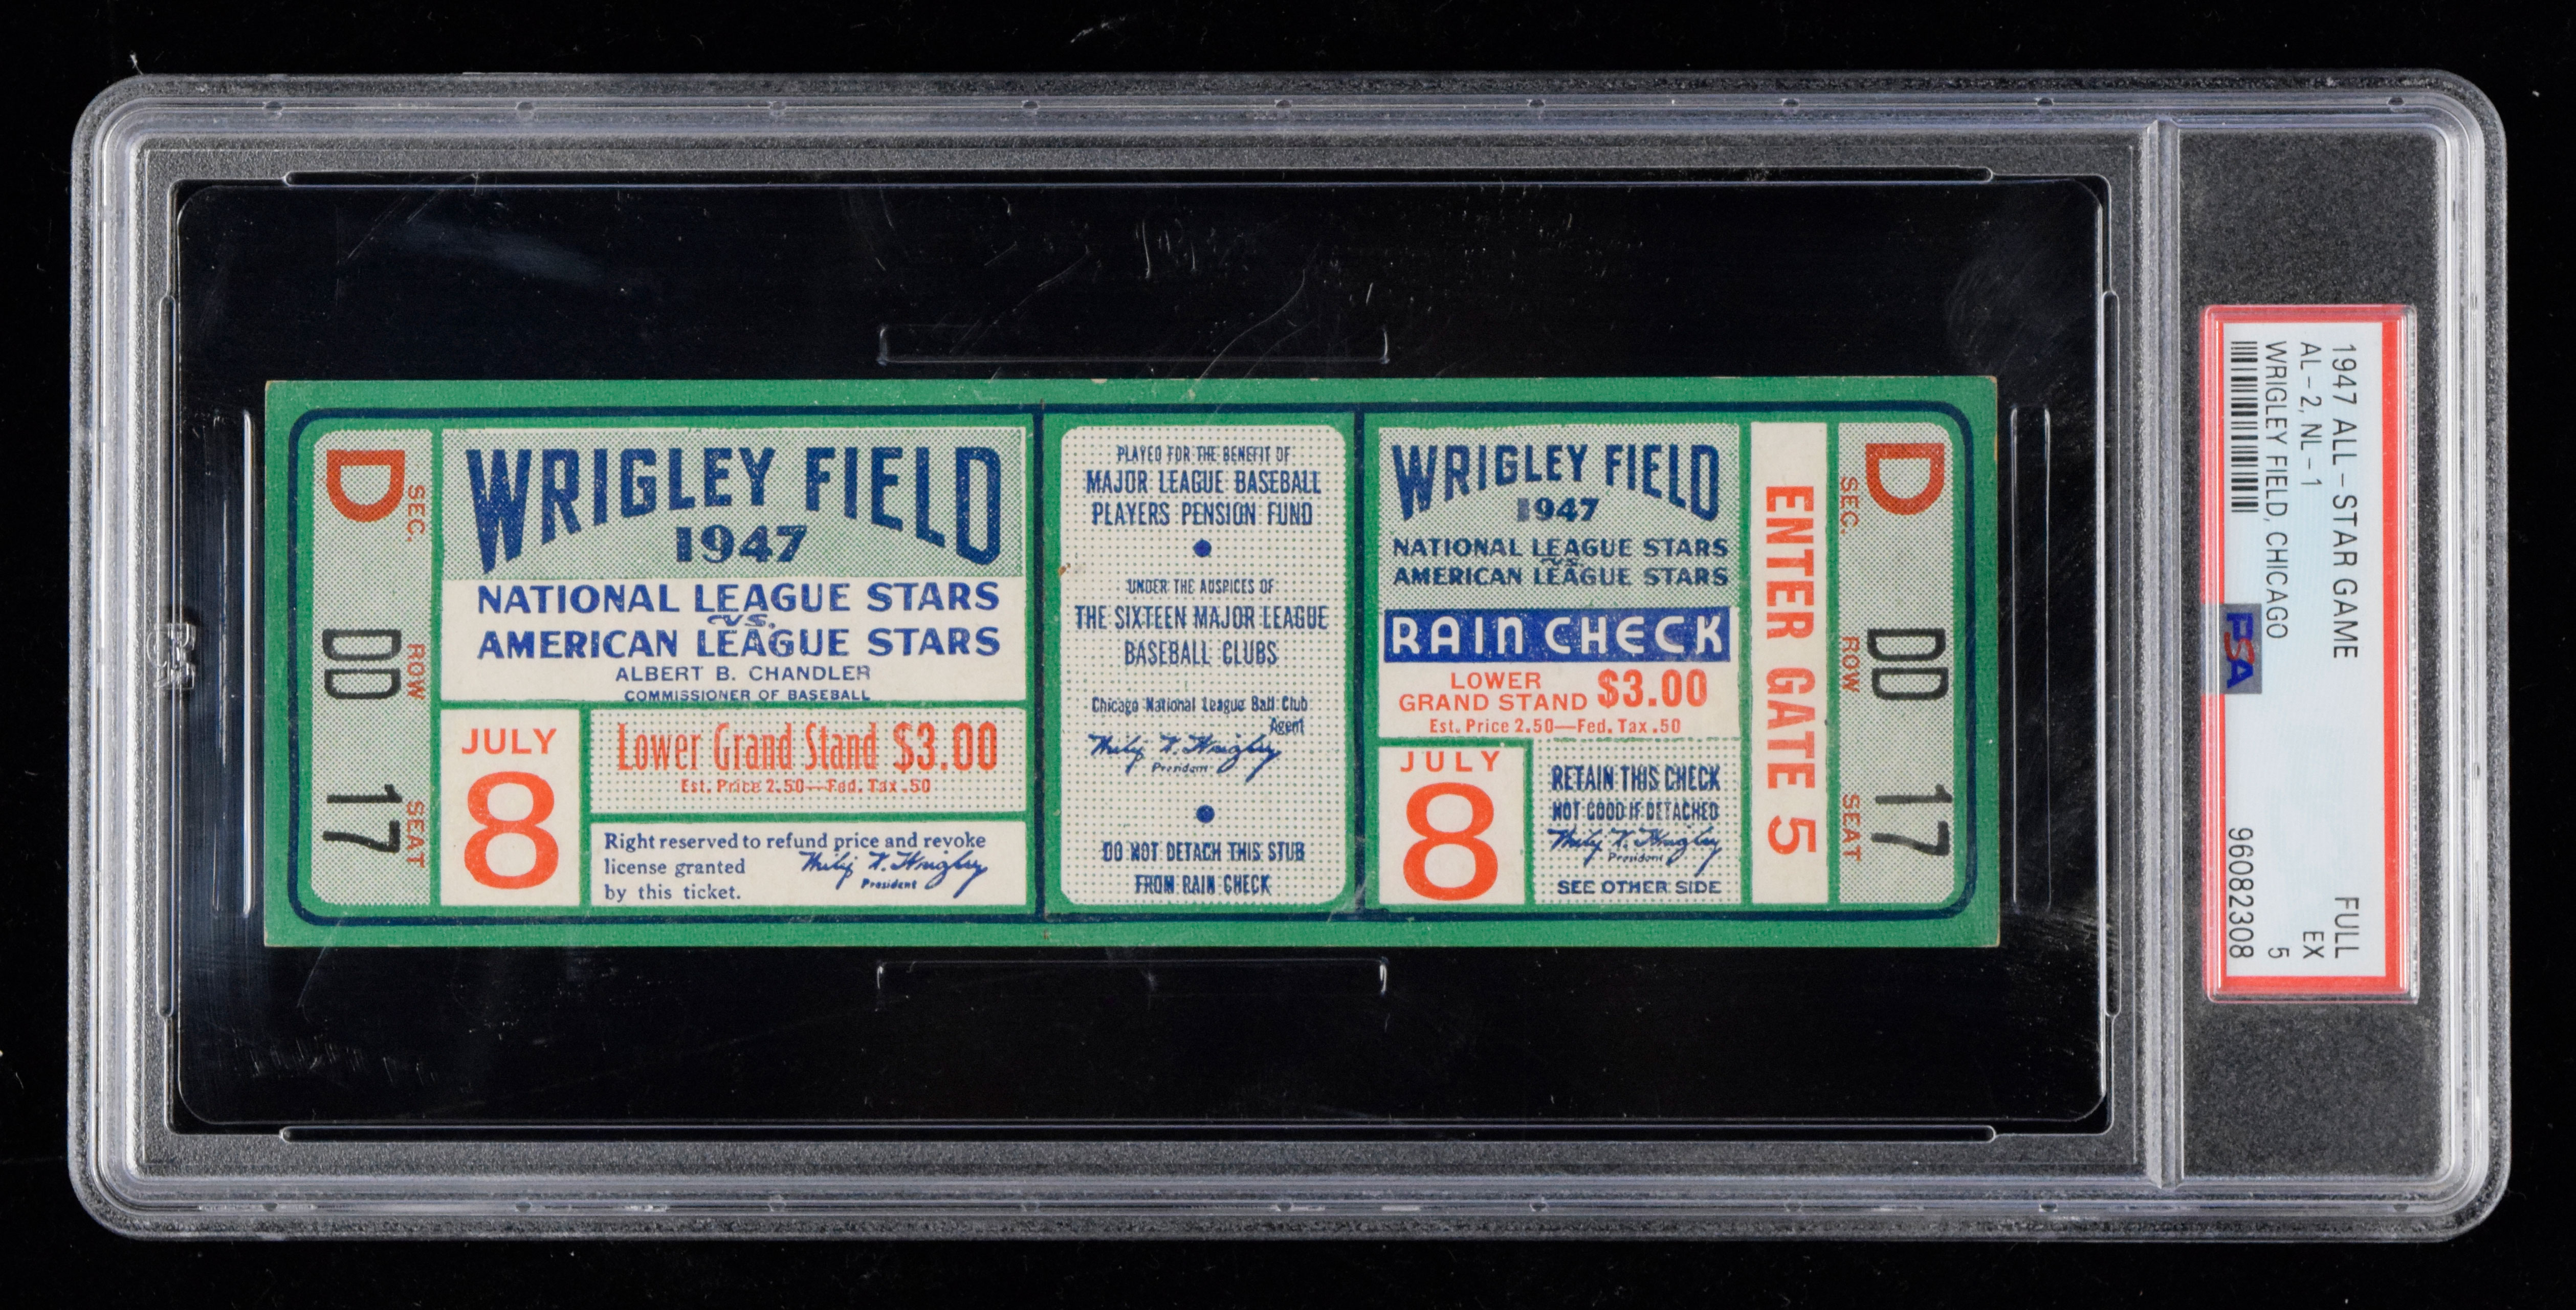 D
SEC.
DD
ROW
17
SEAT
WRIGLEY FIELD
1947
NATIONAL LEAGUE STARS
VS.
AMERICAN LEAGUE STARS
ALBERT B. CHANDLER
COMMISSIONER OF BASEBALL
JULY
8
Lower Grand Stand $3.00
Est. Price 2.50—Fed. Tax .50
Right reserved to refund price and revoke
license granted
by this ticket.
Philip K. Wrigley
President
PLAYED FOR THE BENEFIT OF
MAJOR LEAGUE BASEBALL
PLAYERS PENSION FUND
UNDER THE AUSPICES OF
THE SIXTEEN MAJOR LEAGUE
BASEBALL CLUBS
Chicago National League Ball Club
Agent
Philip K. Wrigley
President
DO NOT DETACH THIS STUB
FROM RAIN CHECK
WRIGLEY FIELD
1947
NATIONAL LEAGUE STARS
VS.
AMERICAN LEAGUE STARS
RAIN CHECK
LOWER
GRAND STAND $3.00
Est. Price 2.50—Fed. Tax .50
JULY
8
RETAIN THIS CHECK
NOT GOOD IF DETACHED
Philip K. Wrigley
President
SEE OTHER SIDE
ENTER GATE 5
D
SEC.
DD
ROW
17
SEAT
1947 ALL-STAR GAME FULL
AL-2, NL-1 EX
WRIGLEY FIELD, CHICAGO 5
PSA 96082308